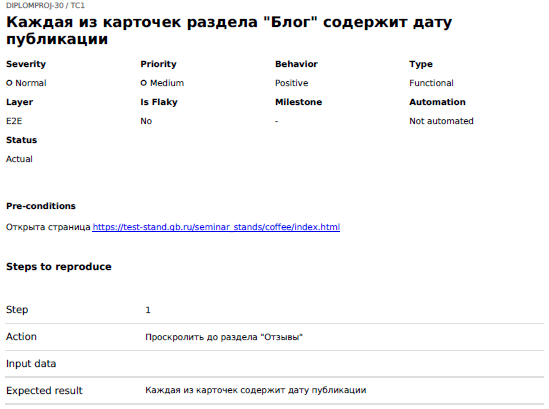 DIPLOMPROJ-30 / TC1
Каждая из карточек раздела "Блог" содержит дату
публикации
Severity Priority Behavior Type
Normal Medium Positive Functional
Layer Is Flaky Milestone Automation
E2E No - Not automated
Status
Actual
Pre-conditions
Открыта страница https://test-stand.gb.ru/seminar_stands/coffee/index.html
Steps to reproduce
Step 1
Action Проскролить до раздела "Отзывы"
Input data
Expected result Каждая из карточек содержит дату публикации